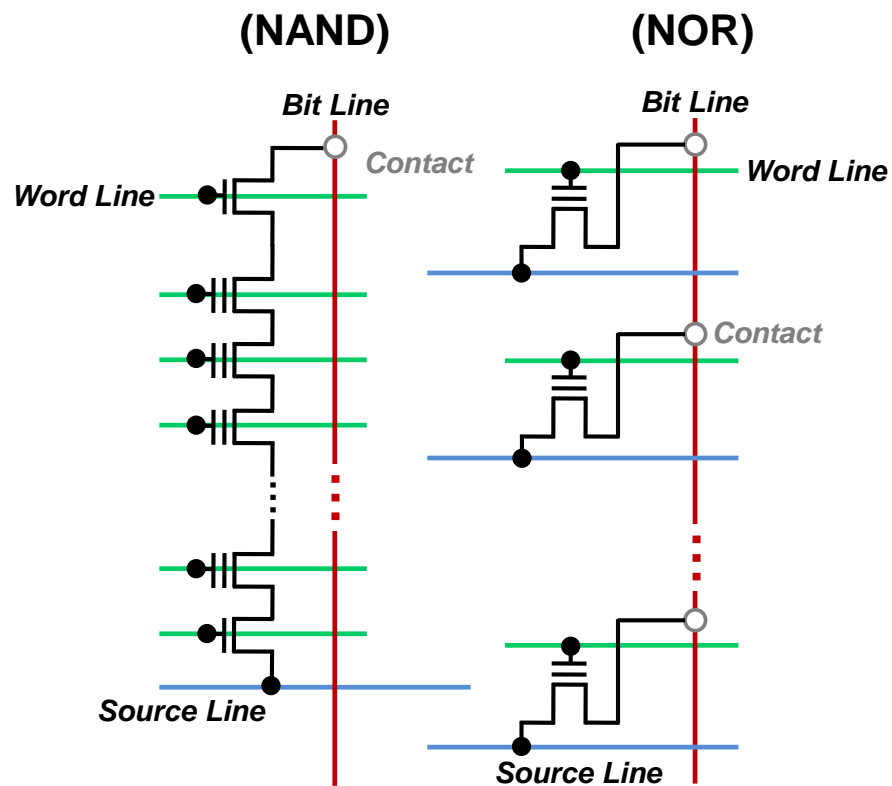 (NAND)
(NOR)
Bit Line
Bit Line
Contact
Word Line
Word Line
Contact
Source Line
Source Line